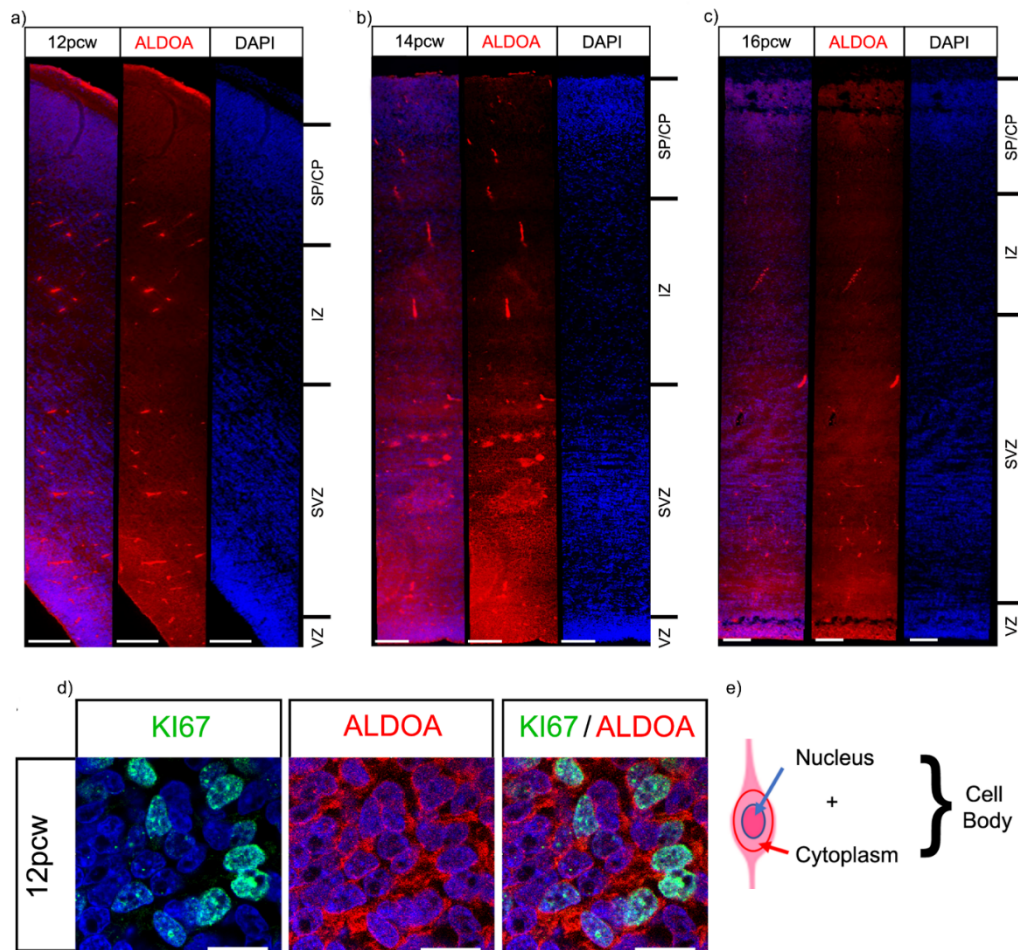 a)
12pcw ALDOA DAPI
SP/CP
IZ
SVZ
VZ
b)
14pcw ALDOA DAPI
SP/CP
IZ
SVZ
VZ
c)
16pcw ALDOA DAPI
SP/CP
IZ
SVZ
VZ
d)
KI67 ALDOA KI67 / ALDOA
12pcw
e)
Nucleus
+
Cytoplasm
} Cell
Body